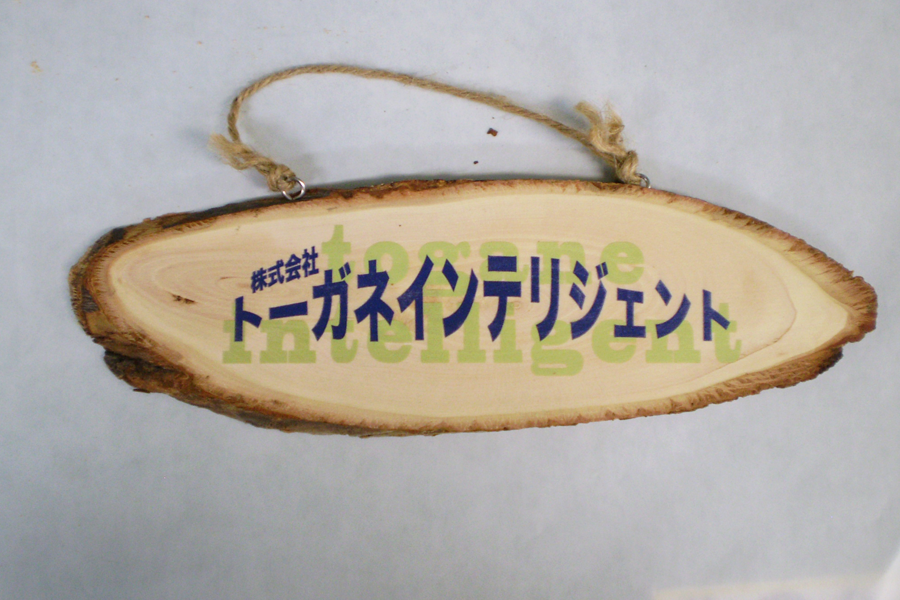 株式会社
トーガネインテリジェント
togane
intelligent